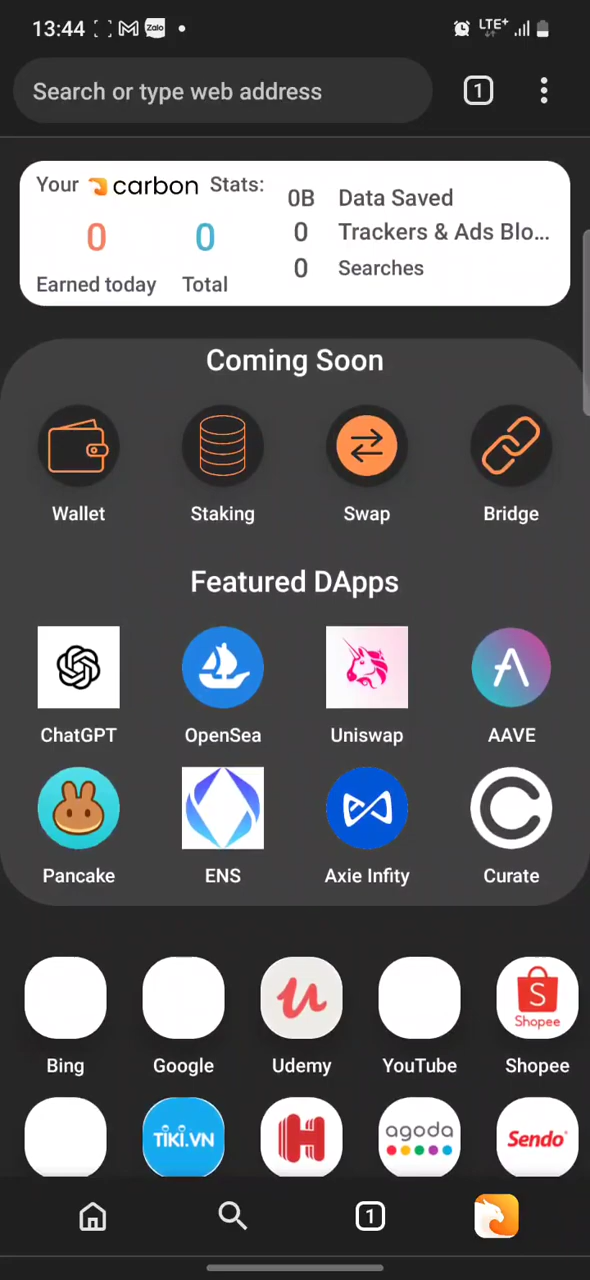 13:44 Zalo LTE+
Search or type web address 1
Your carbon Stats:
0 0
Earned today Total
0B Data Saved
0 Trackers & Ads Blo...
0 Searches
Coming Soon
Wallet Staking Swap Bridge
Featured DApps
ChatGPT OpenSea Uniswap AAVE
Pancake ENS Axie Infity Curate
Shopee
Bing Google Udemy YouTube Shopee
TIKI.VN agoda Sendo
1